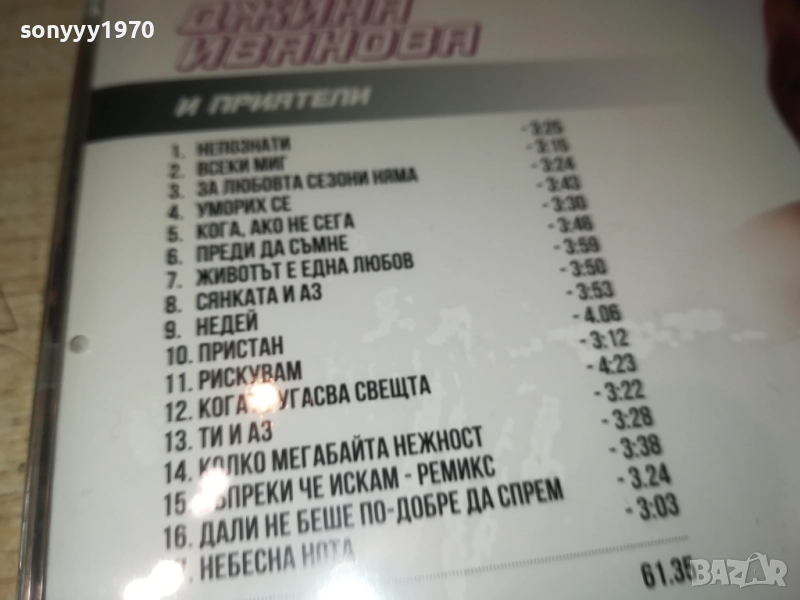 sonyyy1970
ДЖИНА
ИВАНОВА
И ПРИЯТЕЛИ
1. НЕПОЗНАТИ - 3:25
2. ВСЕКИ МИГ - 3:15
3. ЗА ЛЮБОВТА СЕЗОНИ НЯМА - 3:24
4. УМОРИХ СЕ - 3:43
5. КОГА, АКО НЕ СЕГА - 3:30
6. ПРЕДИ ДА СЪМНЕ - 3:46
7. ЖИВОТЪТ Е ЕДНА ЛЮБОВ - 3:59
8. СЯНКАТА И АЗ - 3:50
9. НЕДЕЙ - 3:53
10. ПРИСТАН - 4.06
11. РИСКУВАМ - 3:12
12. КОГА УГАСВА СВЕЩТА - 4:23
13. ТИ И АЗ - 3:22
14. КОЛКО МЕГАБАЙТА НЕЖНОСТ - 3:28
15. ЪПРЕКИ ЧЕ ИСКАМ - РЕМИКС - 3:38
16. ДАЛИ НЕ БЕШЕ ПО-ДОБРЕ ДА СПРЕМ - 3.24
7. НЕБЕСНА НОТА - 3:03
61.35
BAZAR.bg